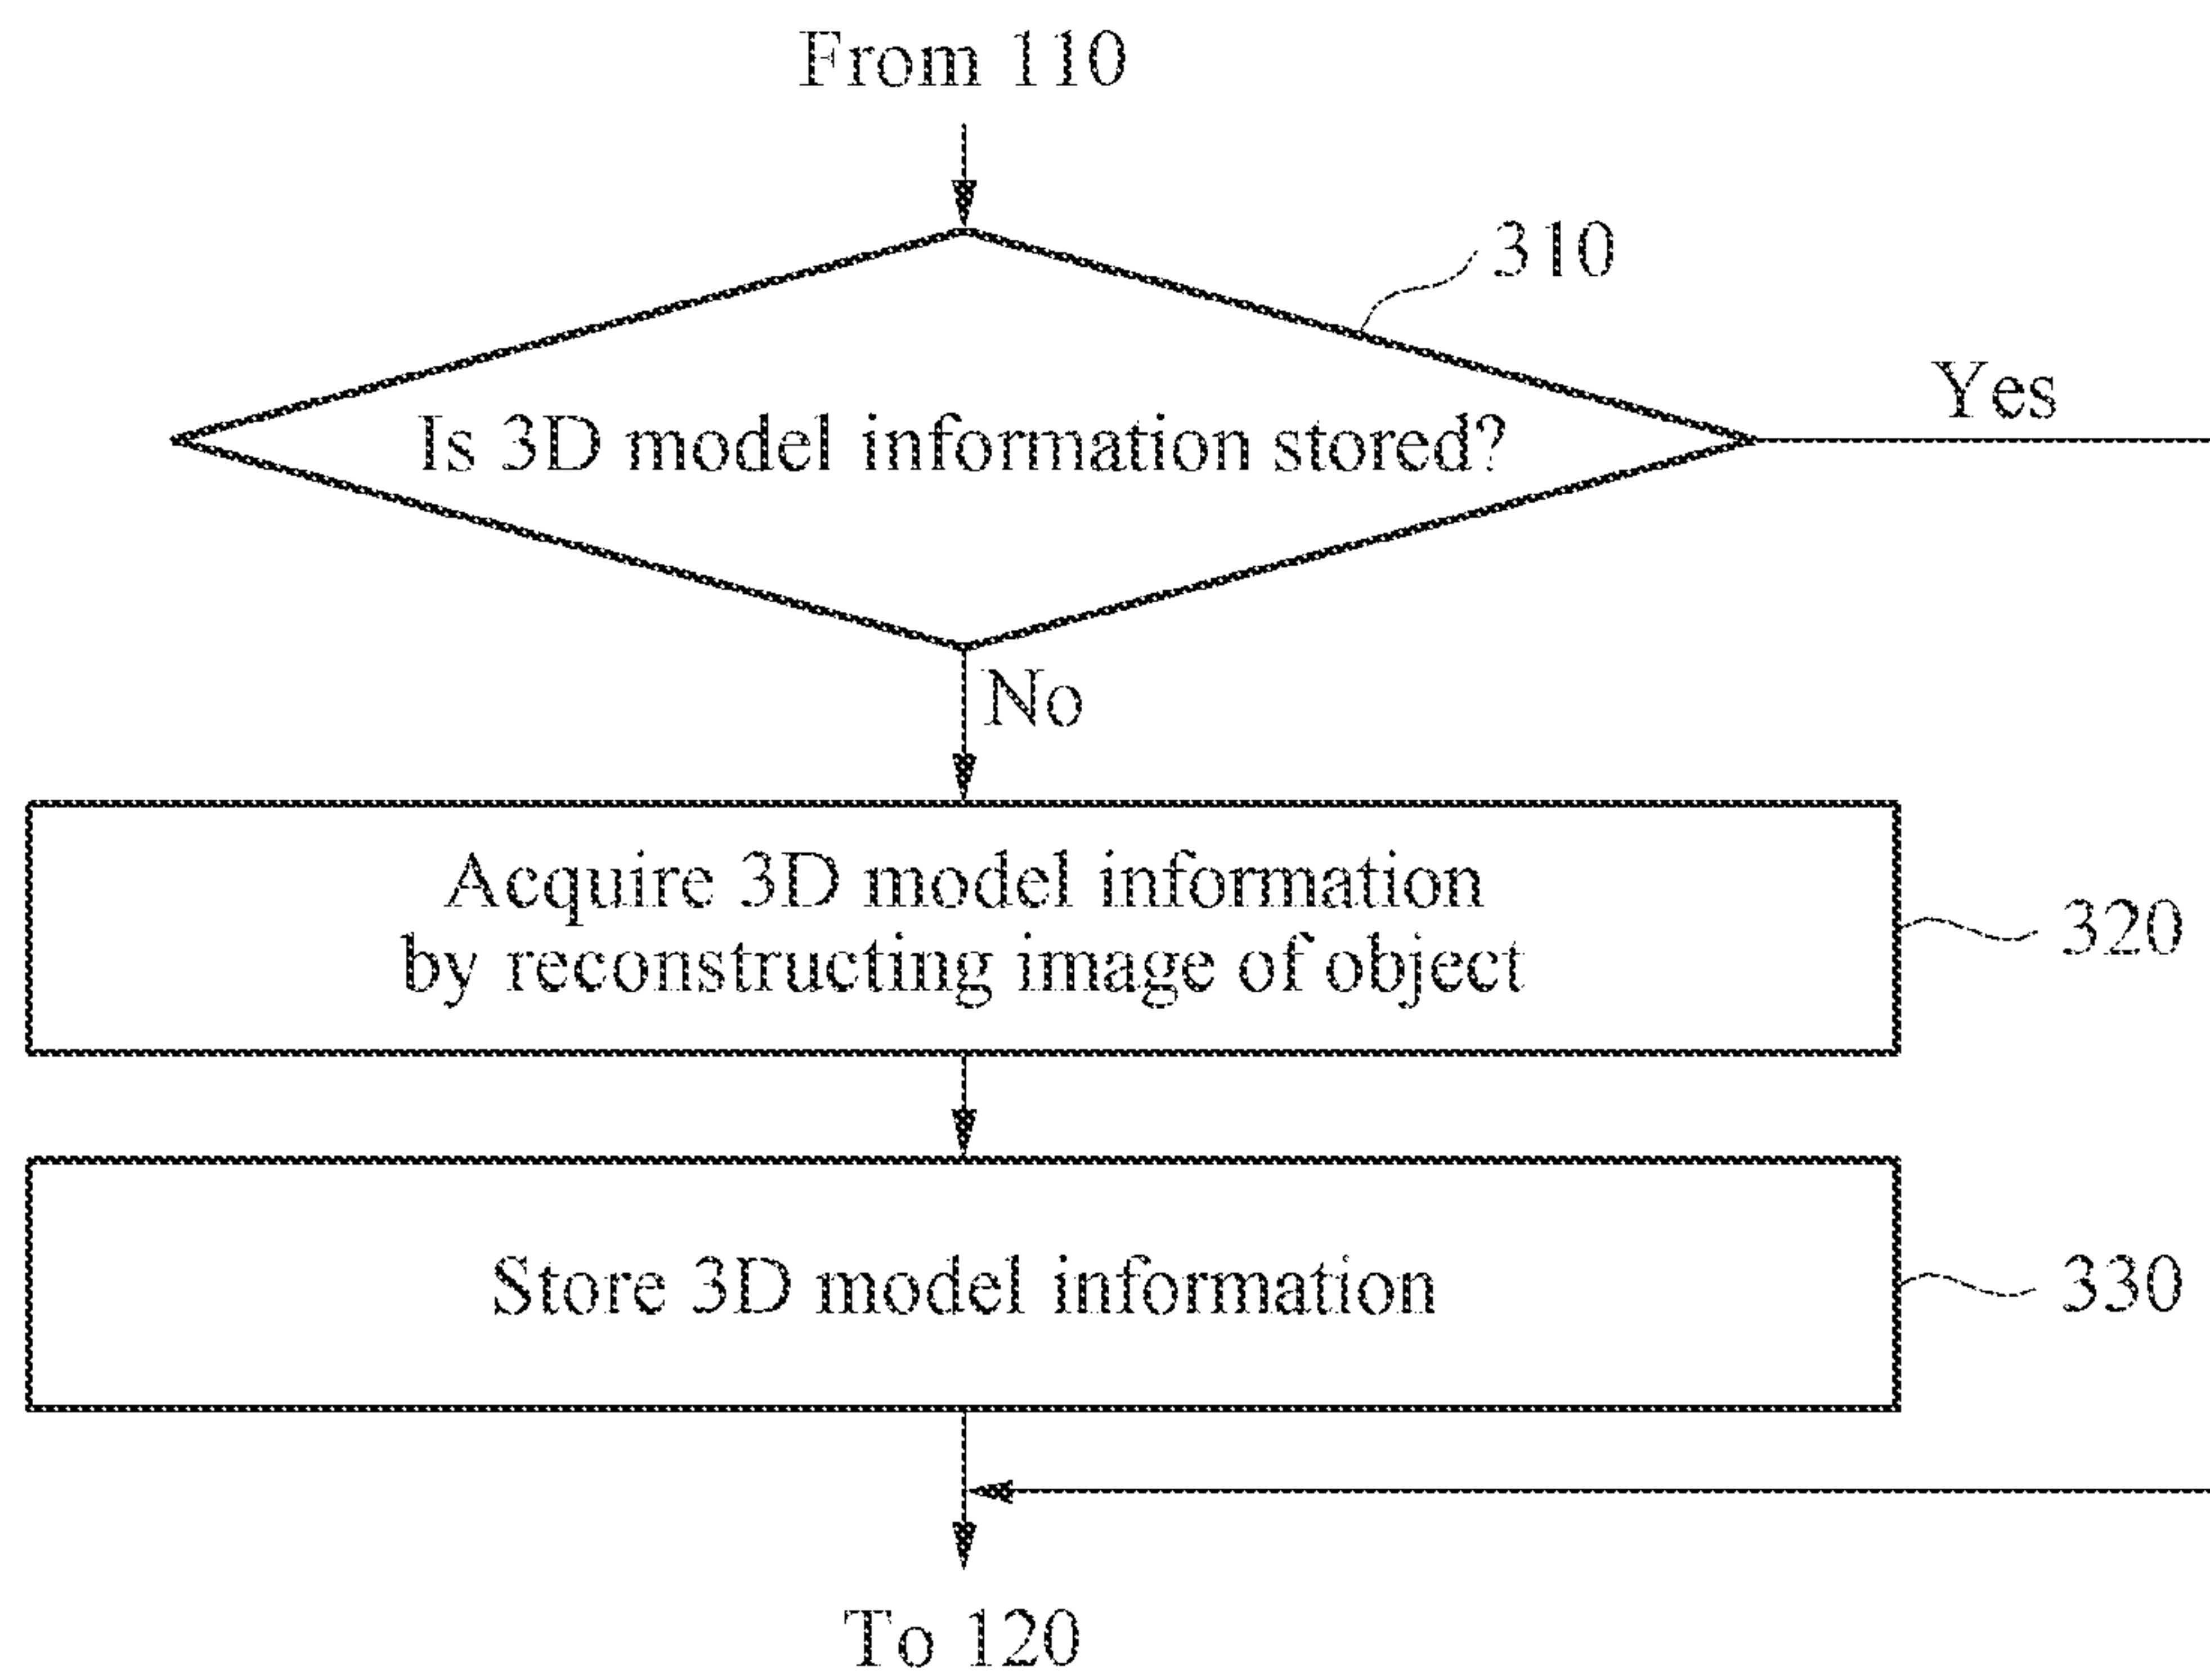 From 110
310
Is 3D model information stored?
Yes
No
Acquire 3D model information
by reconstructing image of object
320
Store 3D model information
330
To 120